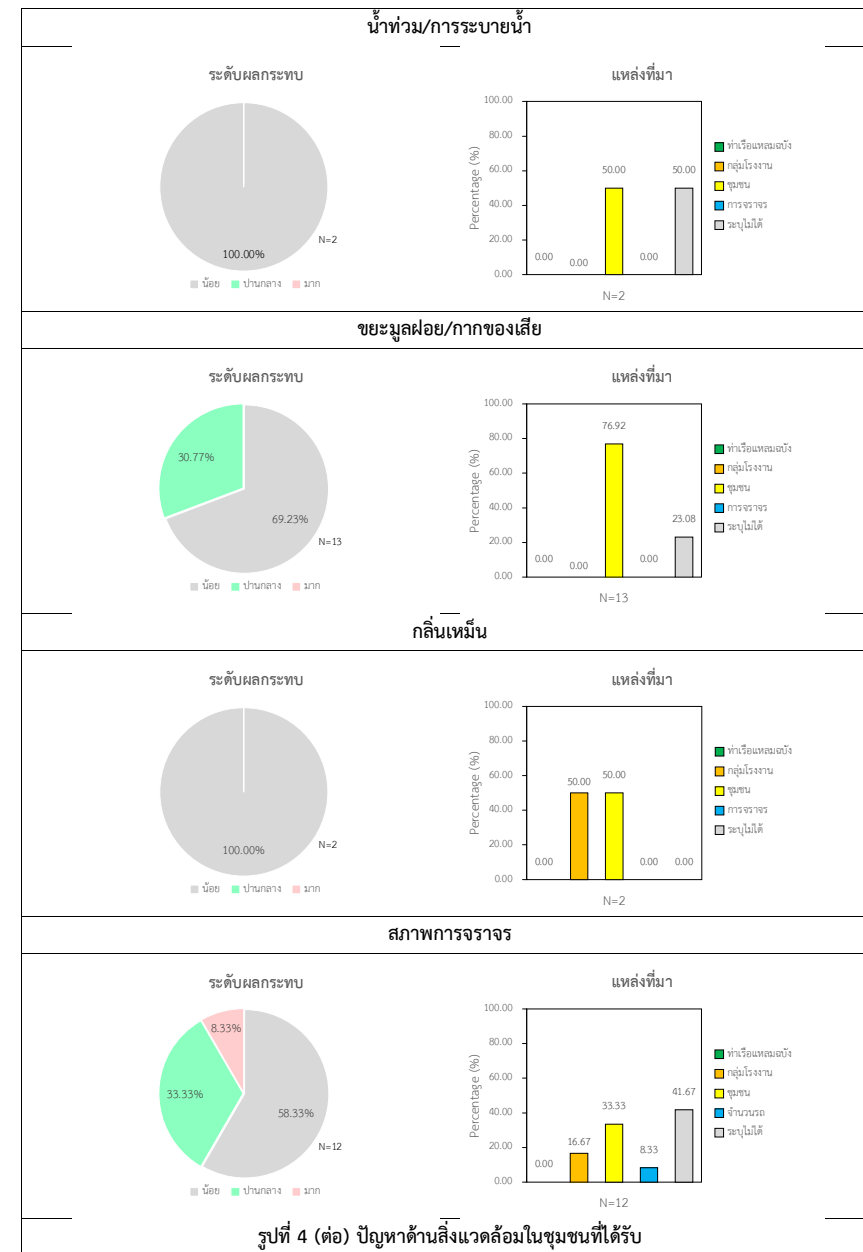 น้ำท่วม/การระบายน้ำ
ระดับผลกระทบ
100.00%
N=2
น้อย ปานกลาง มาก
แหล่งที่มา
Percentage (%)
100.00
80.00
60.00
40.00
20.00
0.00
0.00 0.00 50.00 0.00 50.00
N=2
ท่าเรือแหลมฉบัง
กลุ่มโรงงาน
ชุมชน
การจราจร
ระบุไม่ได้
ขยะมูลฝอย/กากของเสีย
ระดับผลกระทบ
30.77%
69.23%
N=13
น้อย ปานกลาง มาก
แหล่งที่มา
Percentage (%)
100.00
80.00
60.00
40.00
20.00
0.00
0.00 0.00 76.92 0.00 23.08
N=13
ท่าเรือแหลมฉบัง
กลุ่มโรงงาน
ชุมชน
การจราจร
ระบุไม่ได้
กลิ่นเหม็น
ระดับผลกระทบ
100.00%
N=2
น้อย ปานกลาง มาก
แหล่งที่มา
Percentage (%)
100.00
80.00
60.00
40.00
20.00
0.00
0.00 50.00 50.00 0.00 0.00
N=2
ท่าเรือแหลมฉบัง
กลุ่มโรงงาน
ชุมชน
การจราจร
ระบุไม่ได้
สภาพการจราจร
ระดับผลกระทบ
8.33%
33.33%
58.33%
N=12
น้อย ปานกลาง มาก
แหล่งที่มา
Percentage (%)
100.00
80.00
60.00
40.00
20.00
0.00
0.00 16.67 33.33 8.33 41.67
N=12
ท่าเรือแหลมฉบัง
กลุ่มโรงงาน
ชุมชน
จำนวนรถ
ระบุไม่ได้
รูปที่ 4 (ต่อ) ปัญหาด้านสิ่งแวดล้อมในชุมชนที่ได้รับ